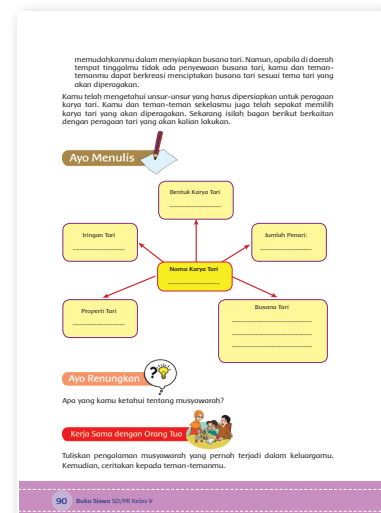 memudahkanmu dalam menyiapkan busana tari. Namun, apabila di daerah
tempat tinggalmu tidak ada penyewaan busana tari, kamu dan teman-
temanmu dapat berkreasi menciptakan busana tari sesuai tema tari yang
akan diperagakan.
Kamu telah mengetahui unsur-unsur yang harus dipersiapkan untuk peragaan
karya tari. Kamu dan teman-teman sekelasmu juga telah sepakat memilih
karya tari yang akan diperagakan. Sekarang isilah bagan berikut berkaitan
dengan peragaan tari yang akan kalian lakukan.
Ayo Menulis
Bentuk Karya Tari
Iringan Tari
Jumlah Penari:
Nama Karya Tari
Properti Tari
Busana Tari
Ayo Renungkan
?
Apa yang kamu ketahui tentang musyawarah?
Kerja Sama dengan Orang Tua
Tuliskan pengalaman musyawarah yang pernah terjadi dalam keluargamu.
Kemudian, ceritakan kepada teman-temanmu.
90 Buku Siswa SD/MI Kelas V